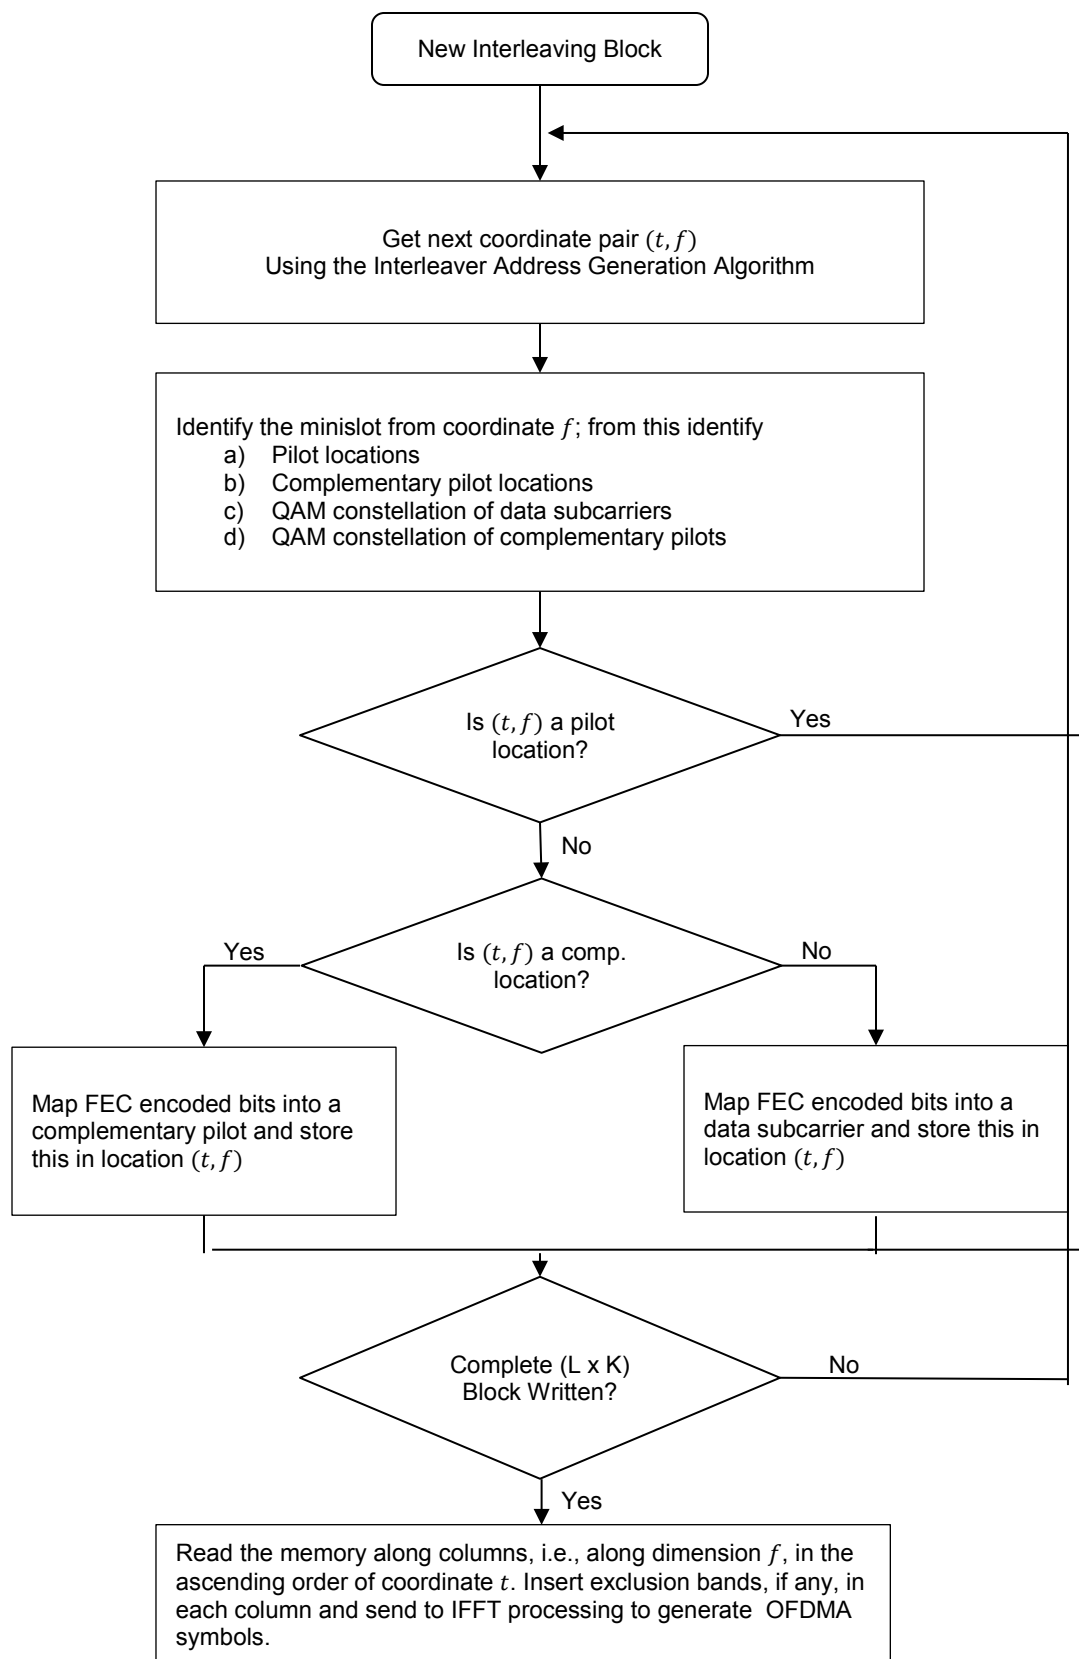 New Interleaving Block
Get next coordinate pair (t, f)
Using the Interleaver Address Generation Algorithm
Identify the minislot from coordinate f; from this identify
a) Pilot locations
b) Complementary pilot locations
c) QAM constellation of data subcarriers
d) QAM constellation of complementary pilots
Is (t, f) a pilot
location?
Yes
No
Is (t, f) a comp.
location?
Yes
No
Map FEC encoded bits into a
complementary pilot and store
this in location (t, f)
Map FEC encoded bits into a
data subcarrier and store this in
location (t, f)
Complete (L x K)
Block Written?
No
Yes
Read the memory along columns, i.e., along dimension f, in the
ascending order of coordinate t. Insert exclusion bands, if any, in
each column and send to IFFT processing to generate OFDMA
symbols.